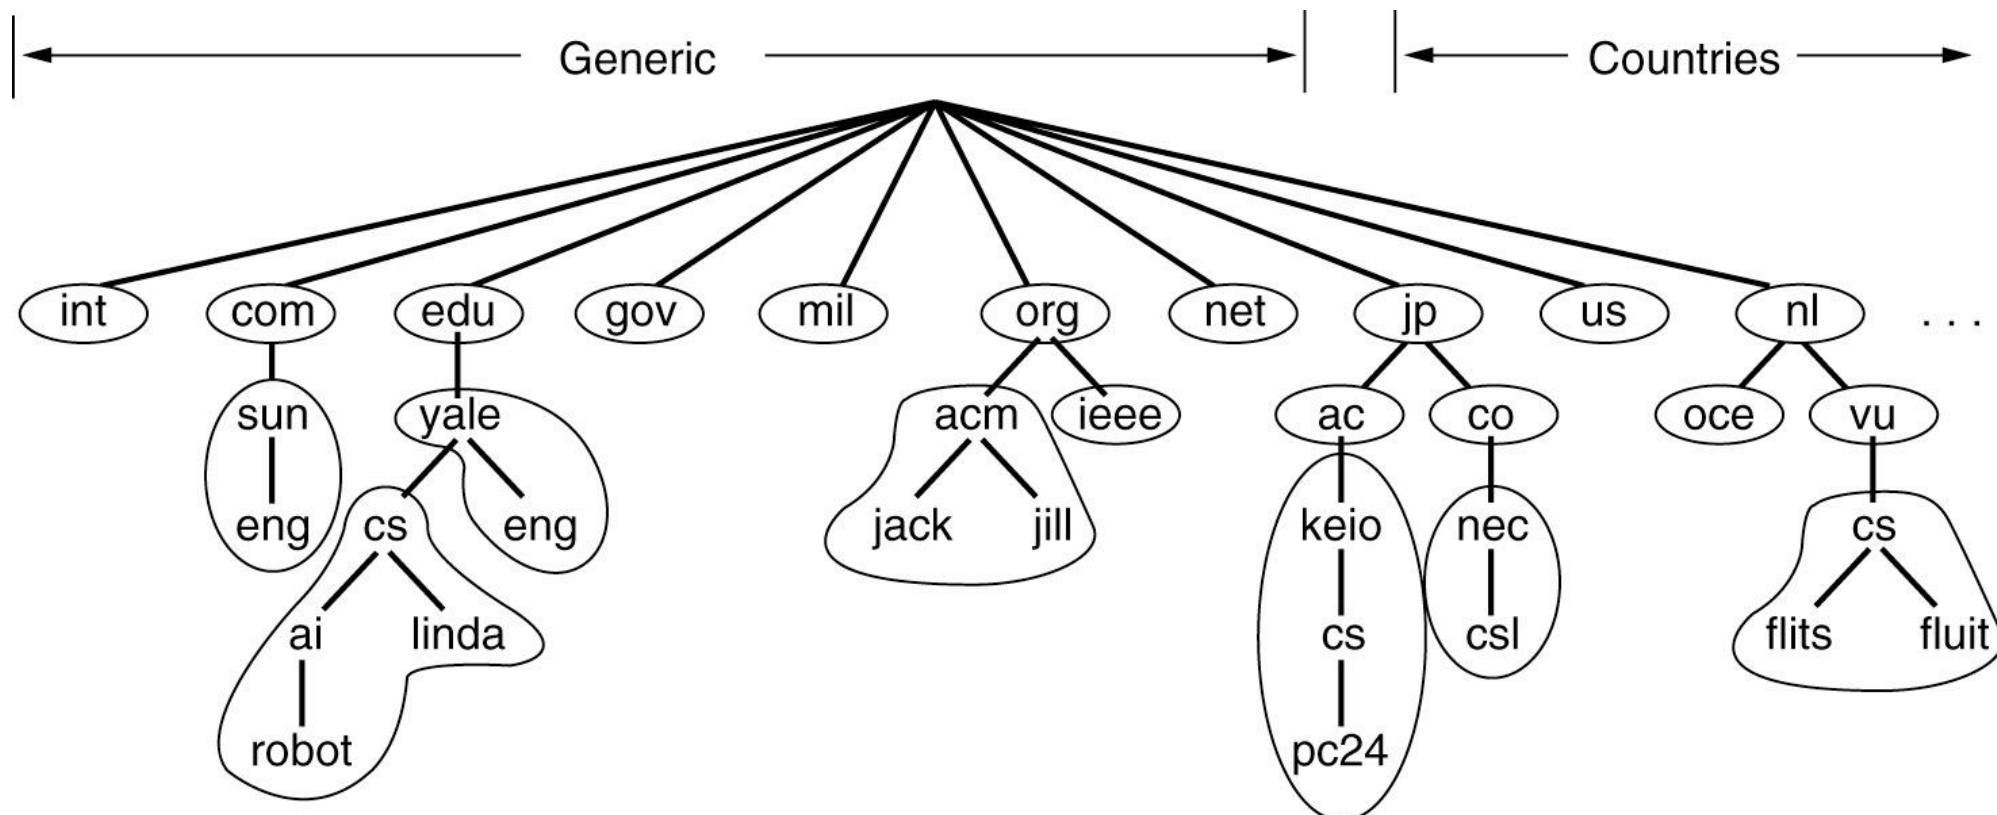 Generic Countries
int com edu gov mil org net jp us nl . . .
sun yale acm ieee ac co oce vu
eng cs eng jack jill keio nec cs
ai linda cs csl flits fluit
robot pc24